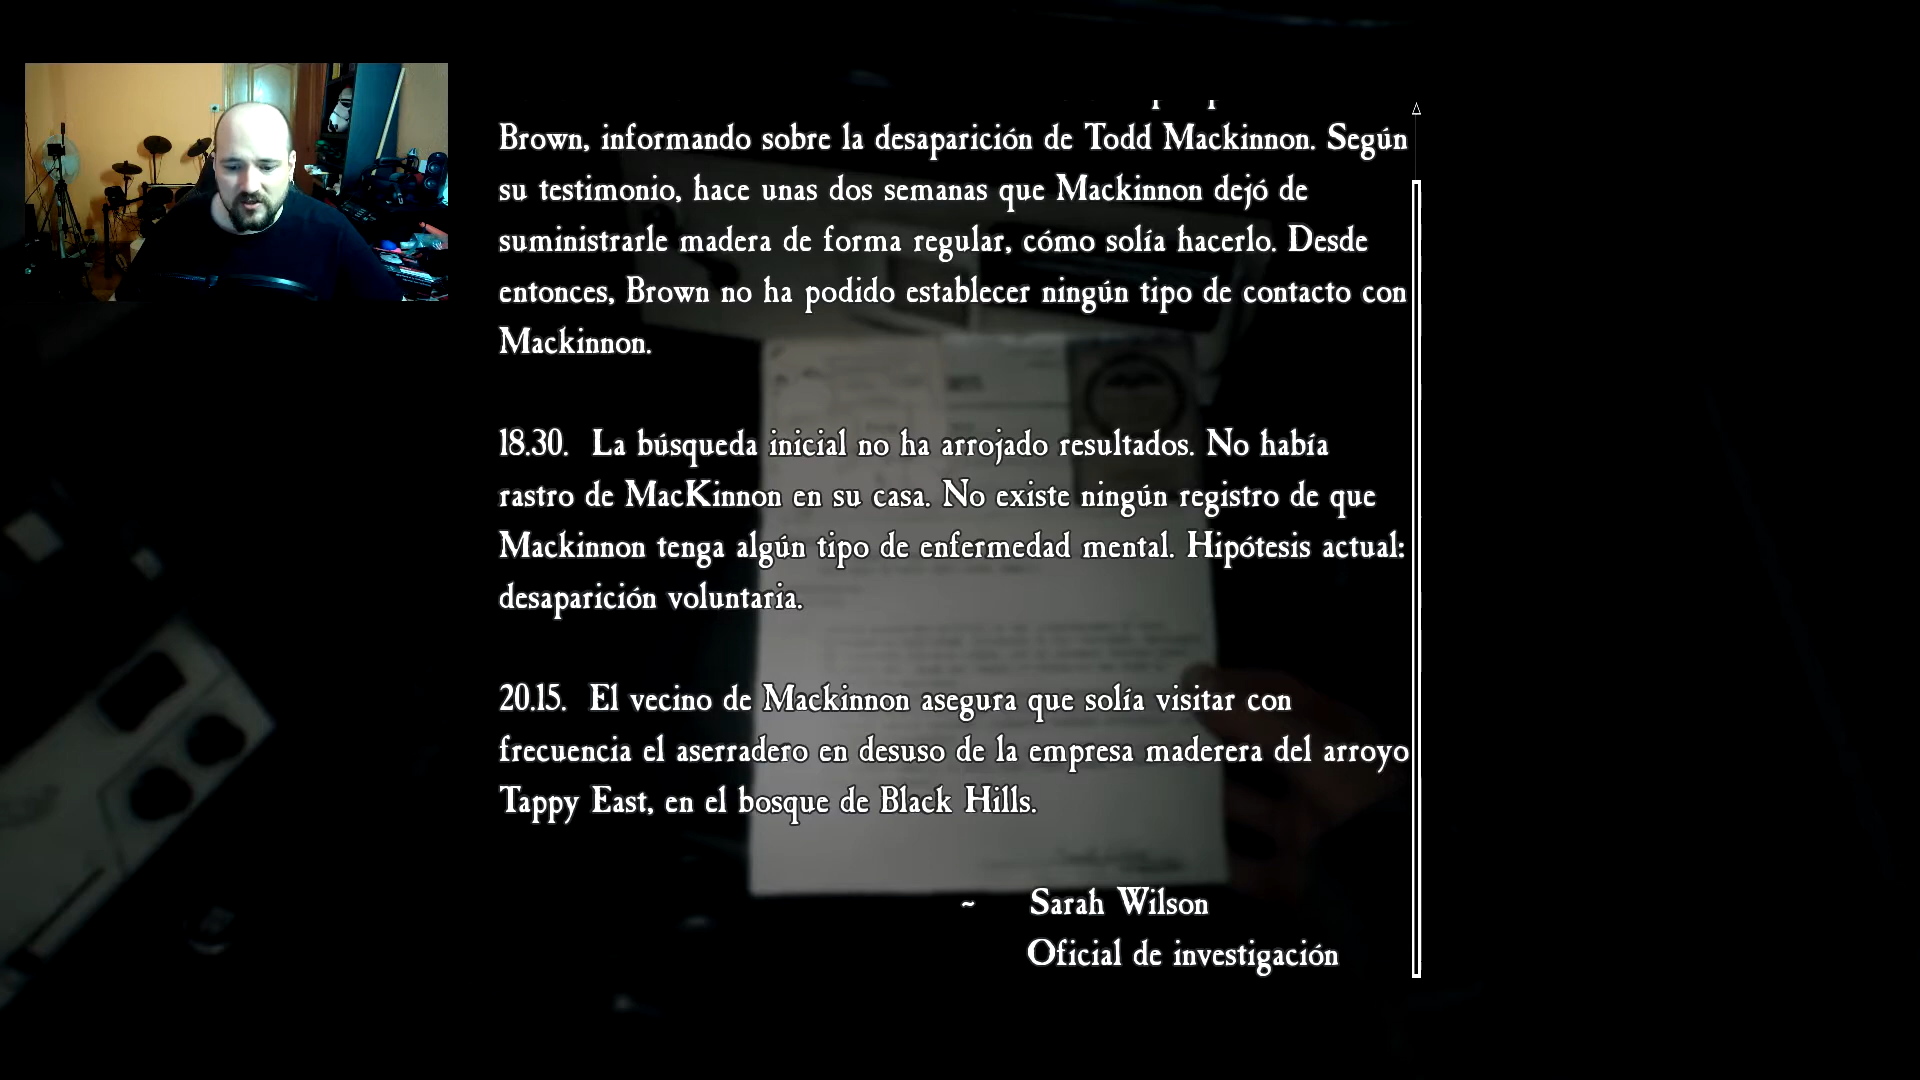 Brown, informando sobre la desaparición de Todd Mackinnon. Según
su testimonio, hace unas dos semanas que Mackinnon dejó de
suministrarle madera de forma regular, cómo solía hacerlo. Desde
entonces, Brown no ha podido establecer ningún tipo de contacto con
Mackinnon.
18.30. La búsqueda inicial no ha arrojado resultados. No había
rastro de MacKinnon en su casa. No existe ningún registro de que
Mackinnon tenga algún tipo de enfermedad mental. Hipótesis actual:
desaparición voluntaria.
20.15. El vecino de Mackinnon asegura que solía visitar con
frecuencia el aserradero en desuso de la empresa maderera del arroyo
Tappy East, en el bosque de Black Hills.
~ Sarah Wilson
Oficial de investigación